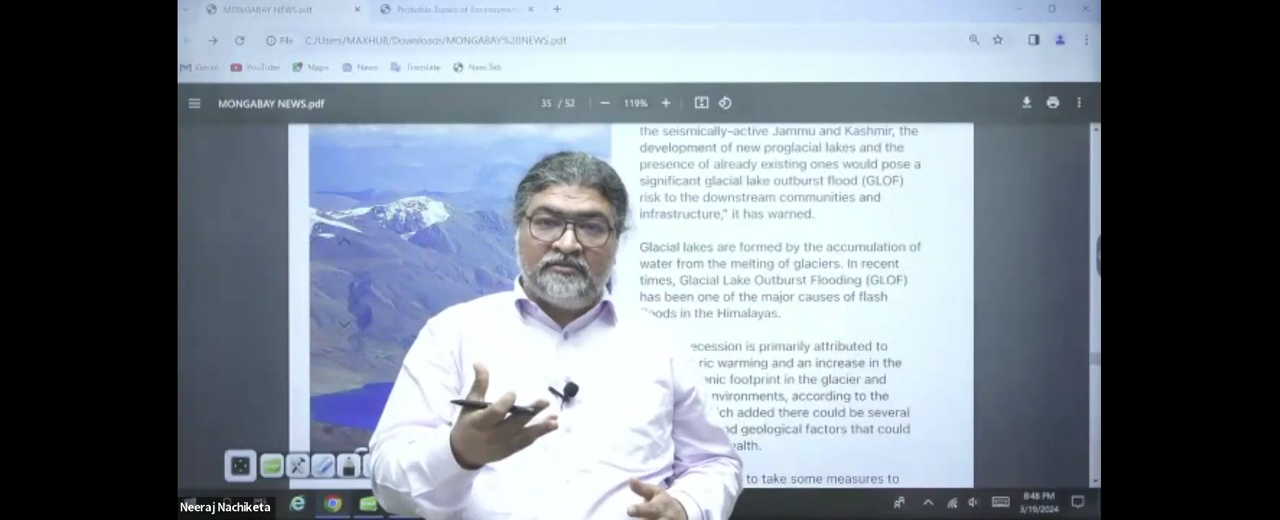 MONGABAY NEWS.pdf
Probable Topics of Environment
File C:/Users/MAXHUB/Downloads/MONGABAY%20NEWS.pdf
Gmail YouTube Maps News Translate New Tab
MONGABAY NEWS.pdf 35 / 52 119%
the seismically-active Jammu and Kashmir, the
development of new proglacial lakes and the
presence of already existing ones would pose a
significant glacial lake outburst flood (GLOF)
risk to the downstream communities and
infrastructure," it has warned.
Glacial lakes are formed by the accumulation of
water from the melting of glaciers. In recent
times, Glacial Lake Outburst Flooding (GLOF)
has been one of the major causes of flash
in the Himalayas.
is primarily attributed to
warming and an increase in the
footprint in the glacier and
according to the
added there could be several
geological factors that could
to take some measures to
8:48 PM
3/19/2024
Neeraj Nachiketa